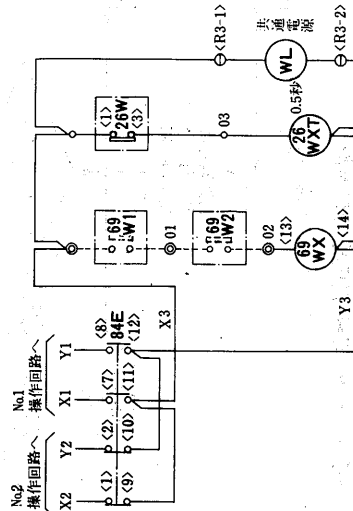 No.2
操作回路へ
No.1
操作回路へ
X2
Y2
X1
Y1
<1>
<2>
<7>
<8>
84E
<9>
<10>
<11>
<12>
X3
Y3
69
W1
01
69
W2
02
<13>
69
WX
<14>
<1>
26W
<3>
03
0.5秒
26
WXT
<R3-1>
共通
電源
WL
<R3-2>